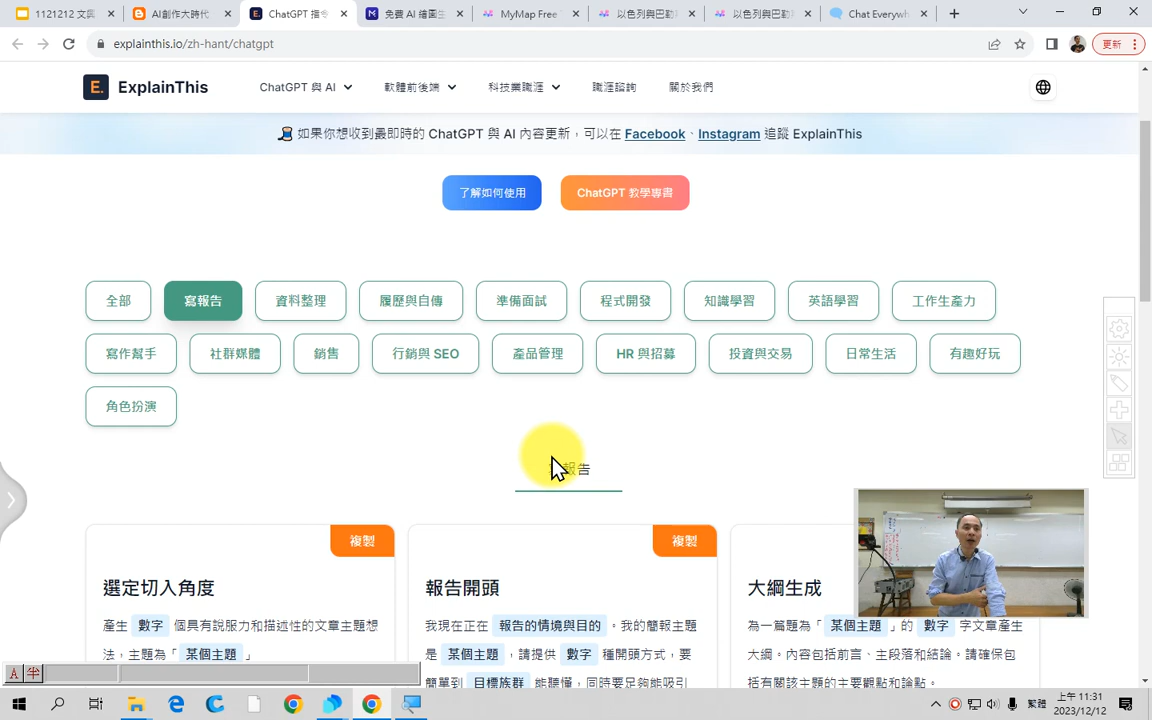 1121212 文
AI創作大時代
ChatGPT 指
免費 AI 繪圖
MyMap Free
以色列與巴勒
以色列與巴勒
Chat Everywh
explainthis.io/zh-hant/chatgpt
更新
E. ExplainThis
ChatGPT 與 AI
軟體前後端
科技業職涯
職涯諮詢
關於我們
如果你想收到最即時的 ChatGPT 與 AI 內容更新，可以在 Facebook、Instagram 追蹤 ExplainThis
了解如何使用
ChatGPT 教學專書
全部
寫報告
資料整理
履歷與自傳
準備面試
程式開發
知識學習
英語學習
工作生產力
寫作幫手
社群媒體
銷售
行銷與 SEO
產品管理
HR 與招募
投資與交易
日常生活
有趣好玩
角色扮演
報告
複製
複製
選定切入角度
報告開頭
大綱生成
產生 數字 個具有說服力和描述性的文章主題想
法，主題為「 某個主題 」
我現在正在 報告的情境與目的 。我的簡報主題
是 某個主題 ，請提供 數字 種開頭方式，要
簡單到 目標族群 能聽懂，同時要足夠能吸引
為一篇題為「 某個主題 」的 數字 字文章產生
大綱。內容包括前言、主段落和結論。請確保包
括有關該主題的主要觀點和論點。
A 半
繁體
上午 11:31
2023/12/12